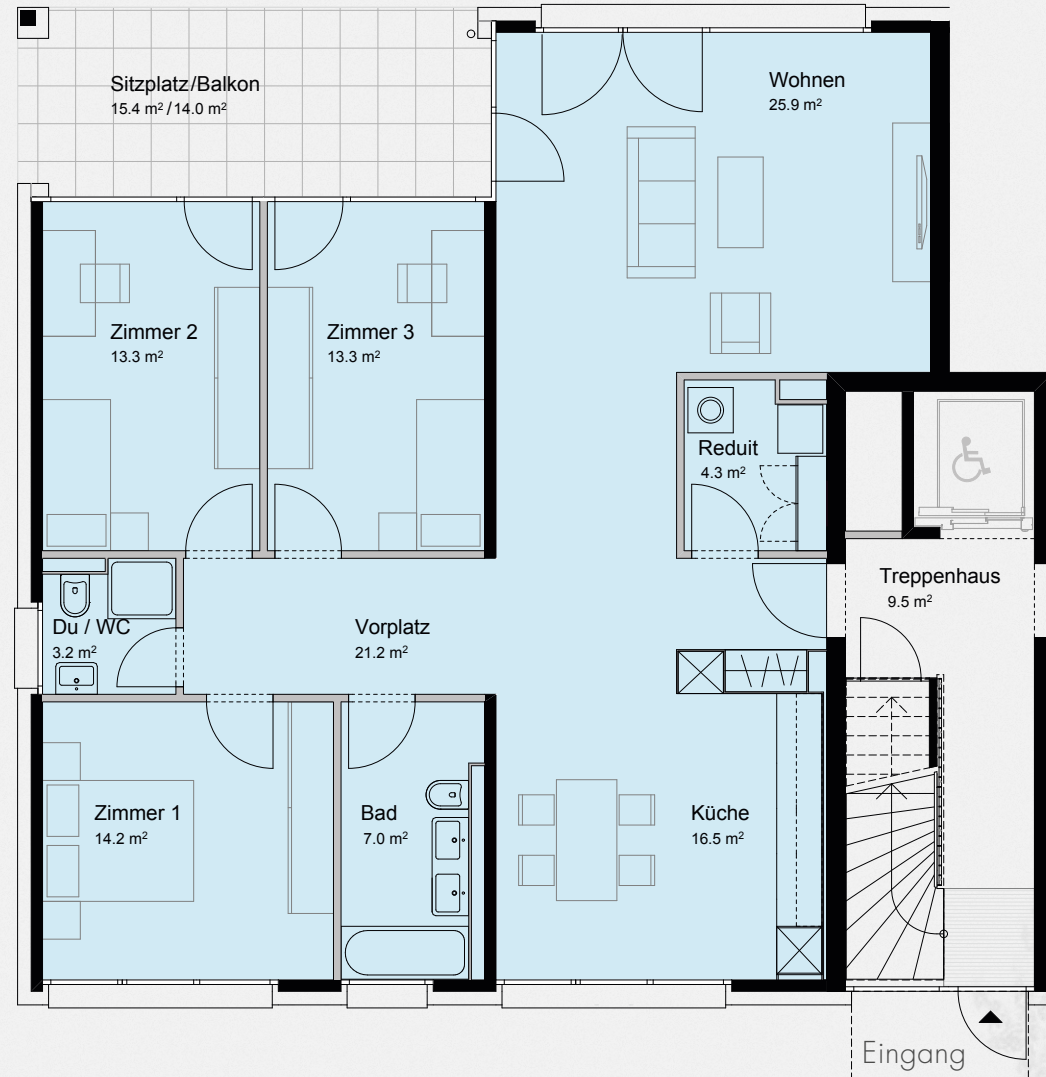 Sitzplatz/Balkon
15.4 m² / 14.0 m²
Wohnen
25.9 m²
Zimmer 2
13.3 m²
Zimmer 3
13.3 m²
Reduit
4.3 m²
Treppenhaus
9.5 m²
Du / WC
3.2 m²
Vorplatz
21.2 m²
Zimmer 1
14.2 m²
Bad
7.0 m²
Küche
16.5 m²
Eingang